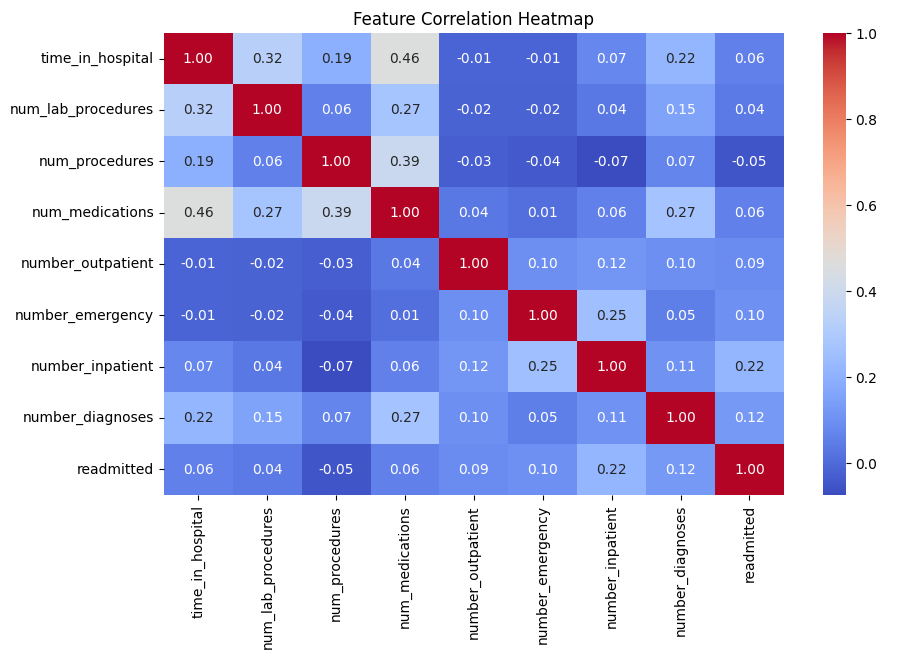 Feature Correlation Heatmap
time_in_hospital 1.00 0.32 0.19 0.46 -0.01 -0.01 0.07 0.22 0.06
num_lab_procedures 0.32 1.00 0.06 0.27 -0.02 -0.02 0.04 0.15 0.04
num_procedures 0.19 0.06 1.00 0.39 -0.03 -0.04 -0.07 0.07 -0.05
num_medications 0.46 0.27 0.39 1.00 0.04 0.01 0.06 0.27 0.06
number_outpatient -0.01 -0.02 -0.03 0.04 1.00 0.10 0.12 0.10 0.09
number_emergency -0.01 -0.02 -0.04 0.01 0.10 1.00 0.25 0.05 0.10
number_inpatient 0.07 0.04 -0.07 0.06 0.12 0.25 1.00 0.11 0.22
number_diagnoses 0.22 0.15 0.07 0.27 0.10 0.05 0.11 1.00 0.12
readmitted 0.06 0.04 -0.05 0.06 0.09 0.10 0.22 0.12 1.00
time_in_hospital
num_lab_procedures
num_procedures
num_medications
number_outpatient
number_emergency
number_inpatient
number_diagnoses
readmitted
1.0
0.8
0.6
0.4
0.2
0.0